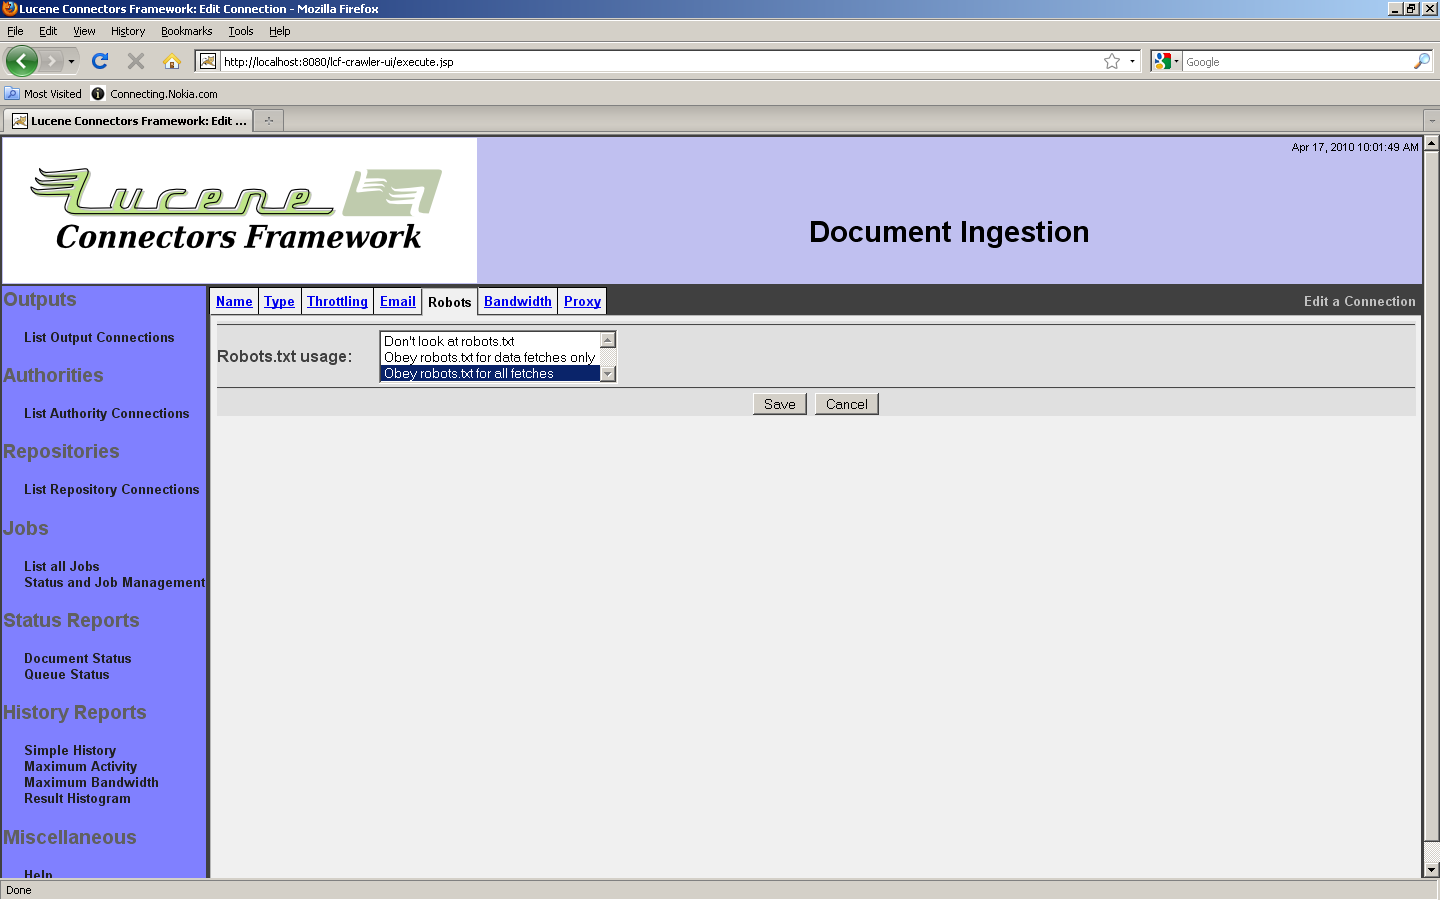 Lucene Connectors Framework: Edit Connection - Mozilla Firefox
File Edit View History Bookmarks Tools Help
http://localhost:8080/lcf-crawler-ui/execute.jsp
Google
Most Visited Connecting.Nokia.com
Lucene Connectors Framework: Edit ...
Apr 17, 2010 10:01:49 AM
Lucene
Connectors Framework
Document Ingestion
Outputs
List Output Connections
Authorities
List Authority Connections
Repositories
List Repository Connections
Jobs
List all Jobs
Status and Job Management
Status Reports
Document Status
Queue Status
History Reports
Simple History
Maximum Activity
Maximum Bandwidth
Result Histogram
Miscellaneous
Help
Name Type Throttling Email Robots Bandwidth Proxy
Edit a Connection
Robots.txt usage:
Don't look at robots.txt
Obey robots.txt for data fetches only
Obey robots.txt for all fetches
Save Cancel
Done